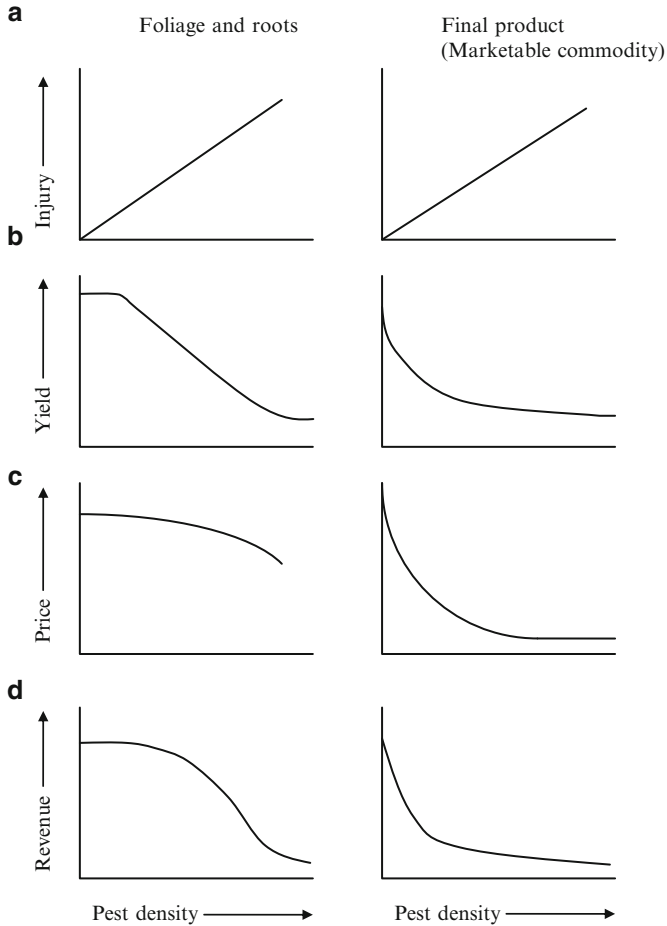 a
Foliage and roots
Final product
(Marketable commodity)
Injury
b
Yield
c
Price
d
Revenue
Pest density
Pest density